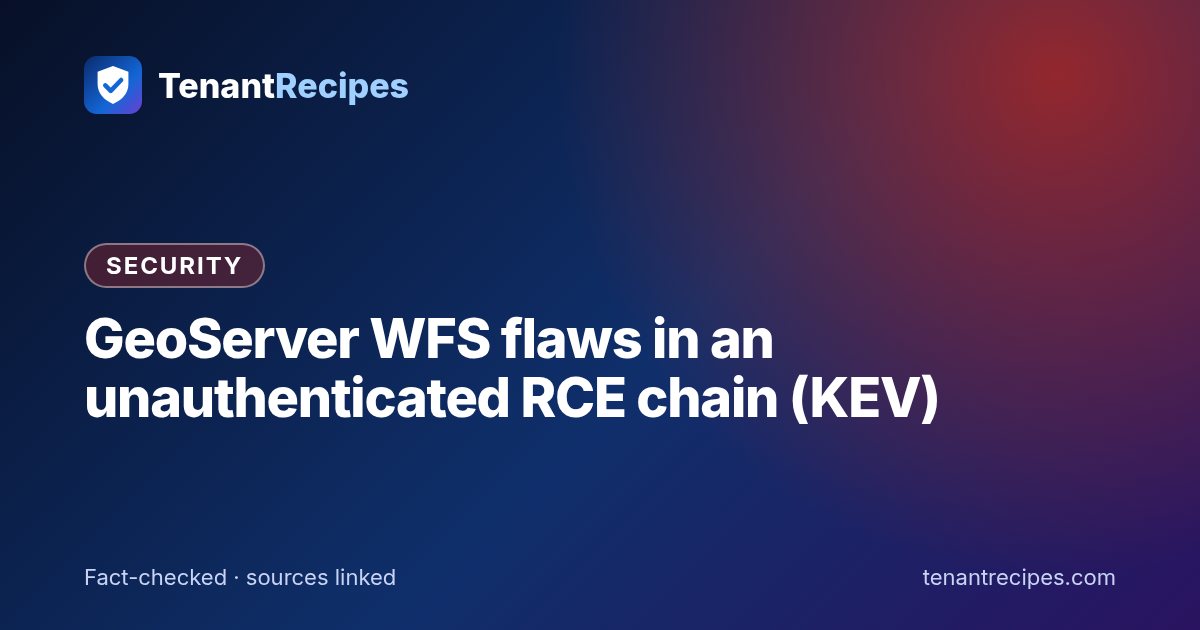 TenantRecipes
SECURITY
GeoServer WFS flaws in an
unauthenticated RCE chain (KEV)
Fact-checked · sources linked
tenantrecipes.com